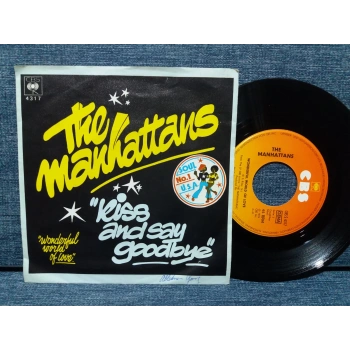 CBS
4317
The
manhattans
SOUL
No.1
U.S.A
"Kiss
and say
goodbye"
"wonderful
world
of love"
THE
MANHATTANS
CBS